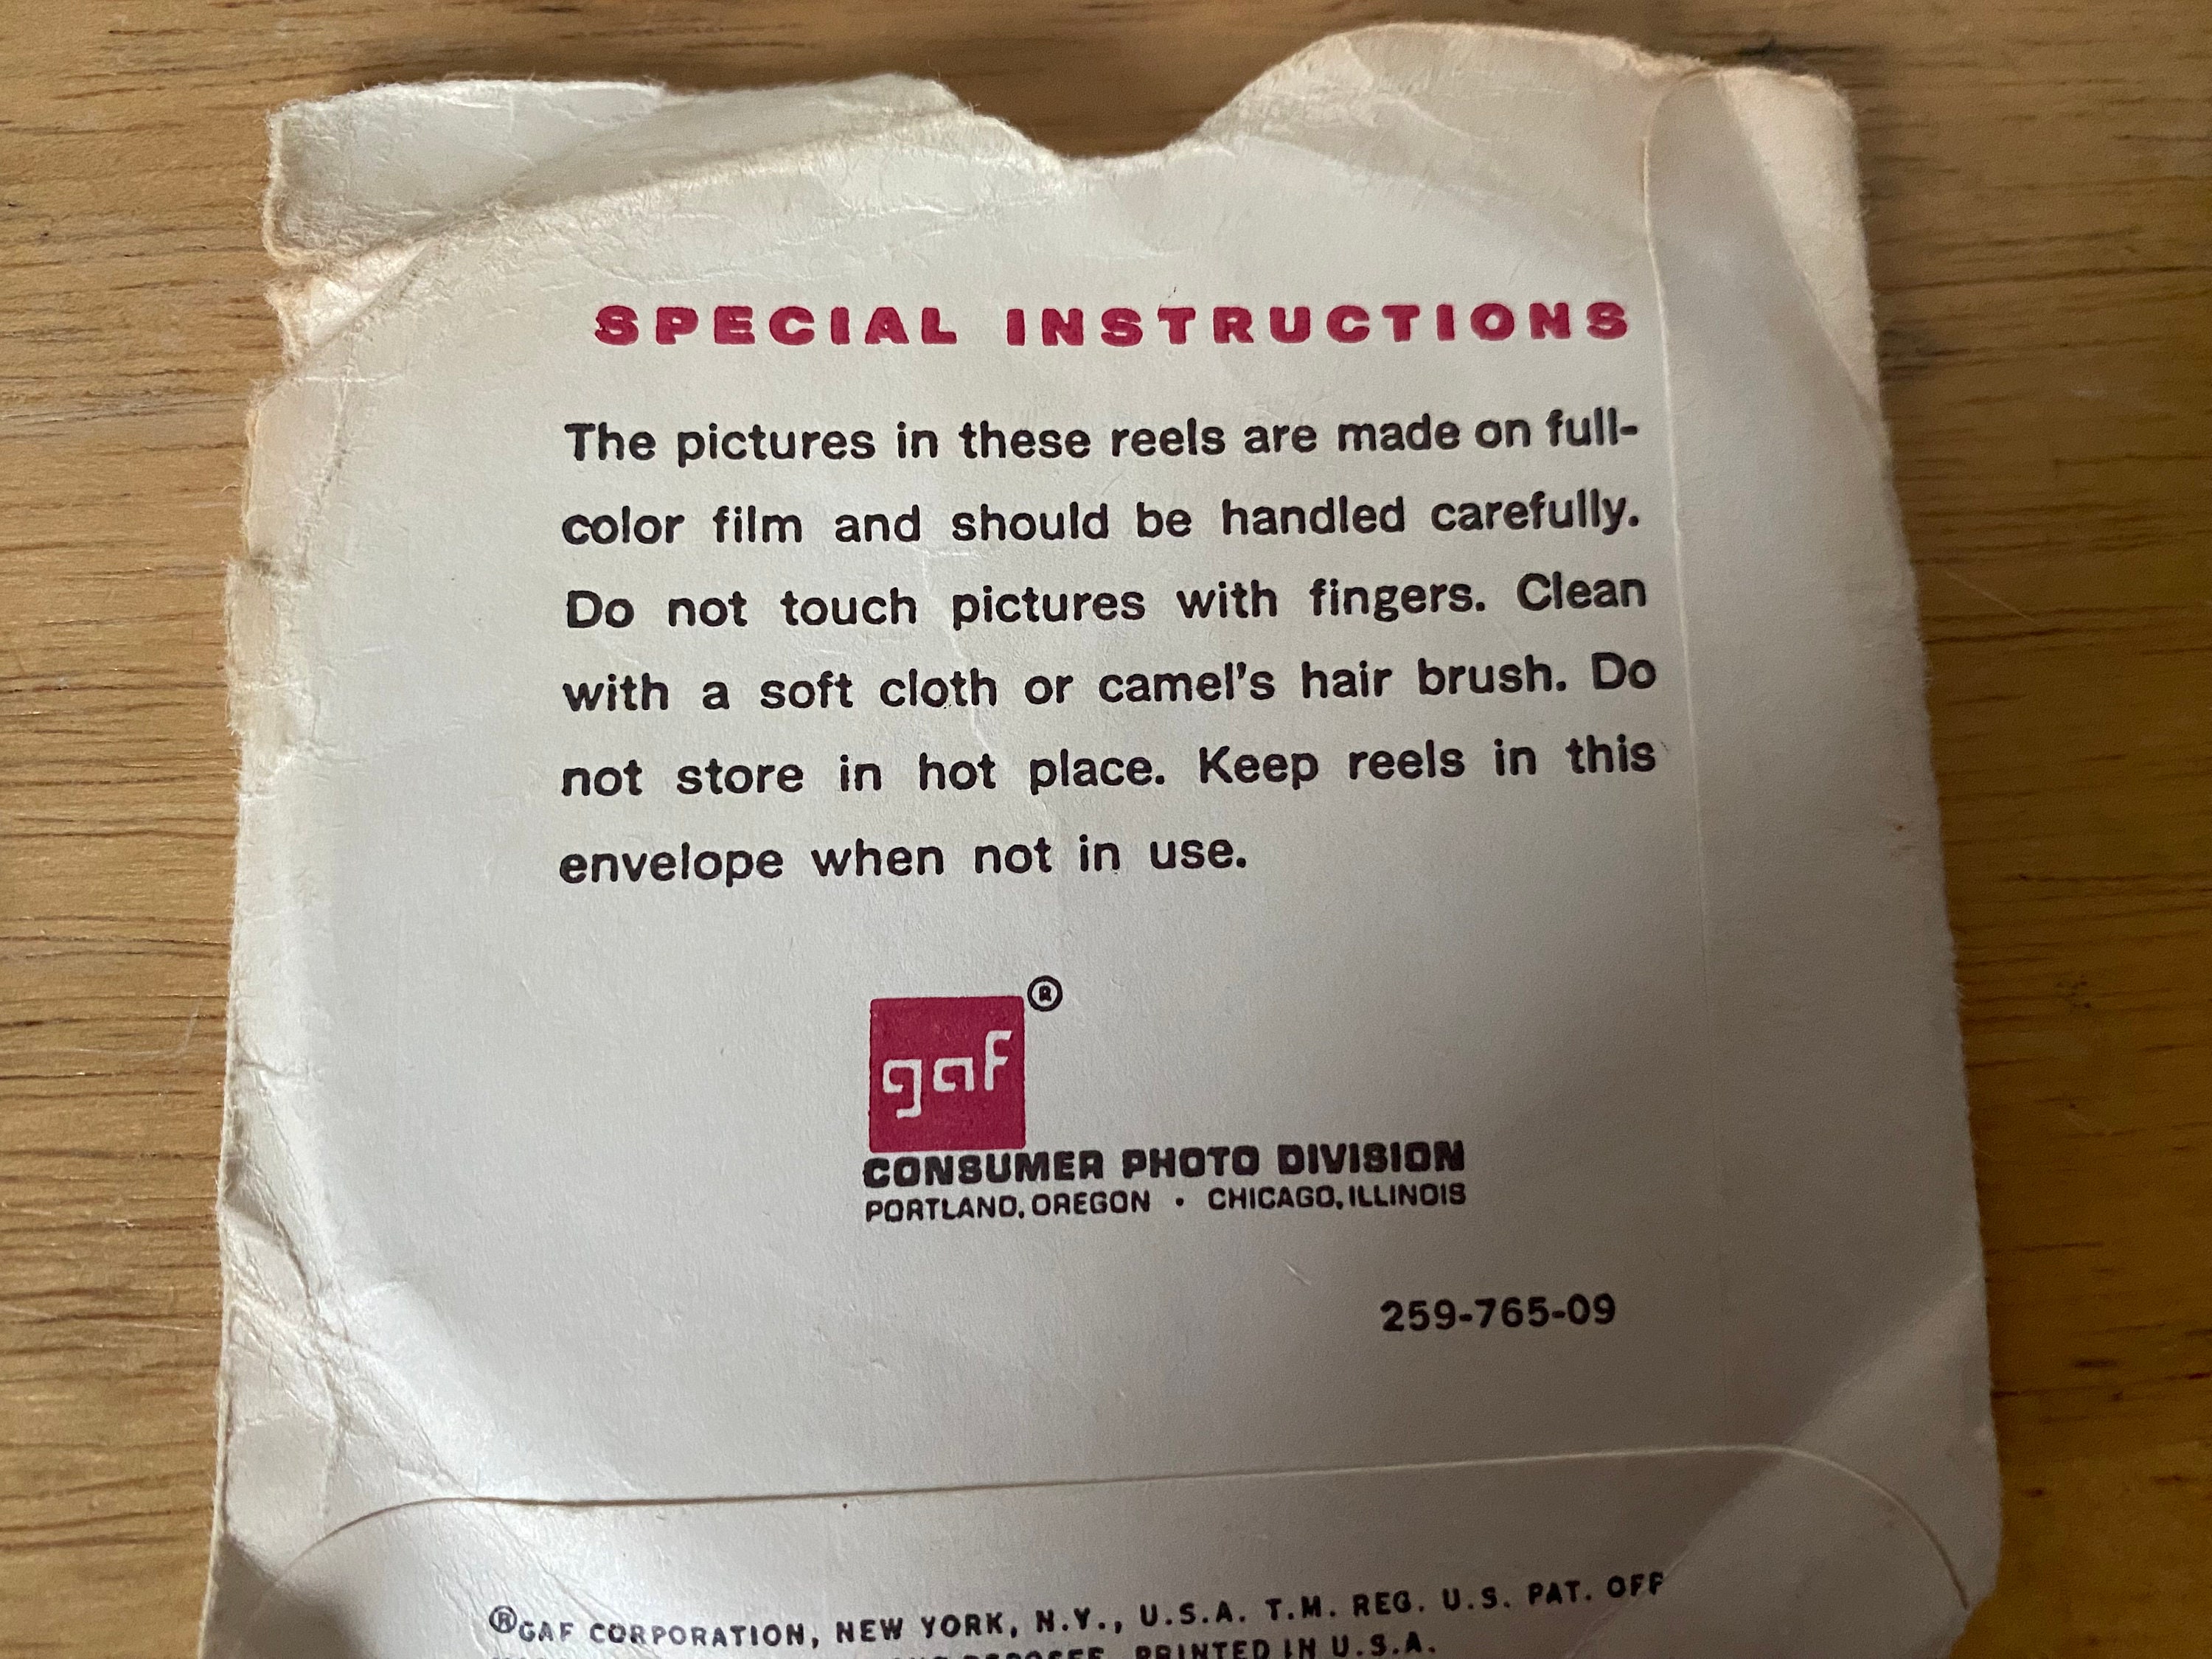 SPECIAL INSTRUCTIONS
The pictures in these reels are made on full-
color film and should be handled carefully.
Do not touch pictures with fingers. Clean
with a soft cloth or camel's hair brush. Do
not store in hot place. Keep reels in this
envelope when not in use.
®
gaf
CONSUMER PHOTO DIVISION
PORTLAND, OREGON • CHICAGO, ILLINOIS
259-765-09
®GAF CORPORATION, NEW YORK, N.Y., U.S.A. T.M. REG. U.S. PAT. OFF
PRINTED IN U.S.A.